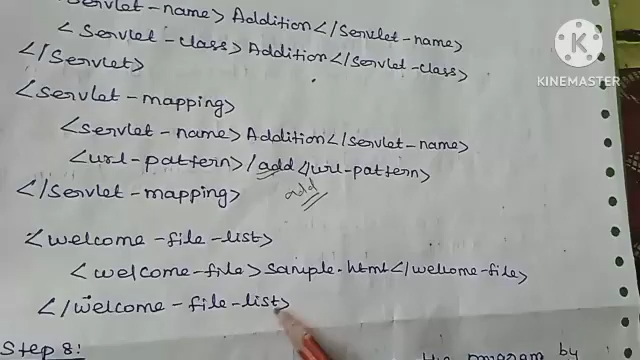 Servlet-name> Addition </Servlet-name>
<Servlet-class> Addition </Servlet-class>
</Servlet>
<Servlet-mapping>
<Servlet-name> Addition </Servlet-name>
<url-pattern> /add </url-pattern>
add
</Servlet-mapping>
<welcome-file-list>
<welcome-file> sample.html </welcome-file>
</welcome-file-list>
Step 8:
program by
KINEMASTER